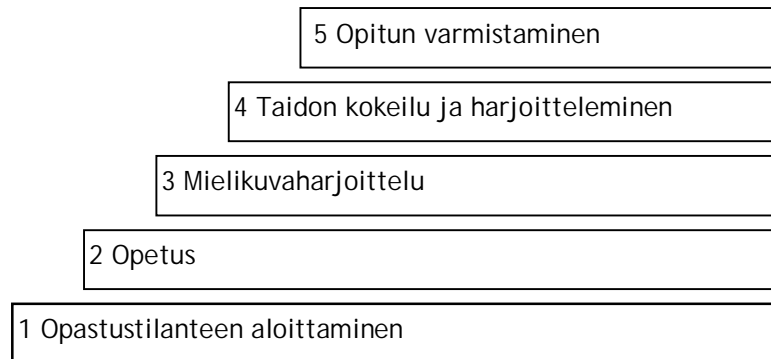 5 Opitun varmistaminen
4 Taidon kokeilu ja harjoitteleminen
3 Mielikuvaharjoittelu
2 Opetus
1 Opastustilanteen aloittaminen